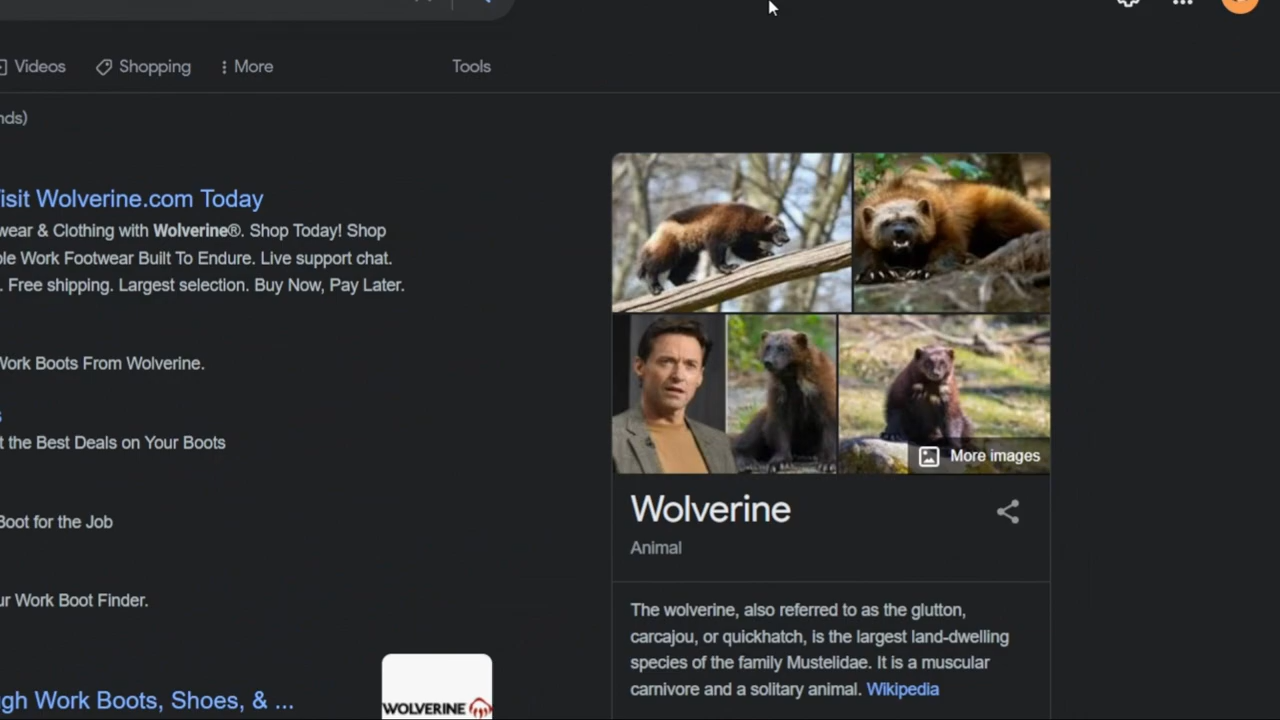 Videos
Shopping
More
Tools
nds)
isit Wolverine.com Today
wear & Clothing with Wolverine®. Shop Today! Shop
le Work Footwear Built To Endure. Live support chat.
. Free shipping. Largest selection. Buy Now, Pay Later.
Work Boots From Wolverine.
s
t the Best Deals on Your Boots
Boot for the Job
ur Work Boot Finder.
gh Work Boots, Shoes, & ...
WOLVERINE
More images
Wolverine
Animal
The wolverine, also referred to as the glutton,
carcajou, or quickhatch, is the largest land-dwelling
species of the family Mustelidae. It is a muscular
carnivore and a solitary animal. Wikipedia